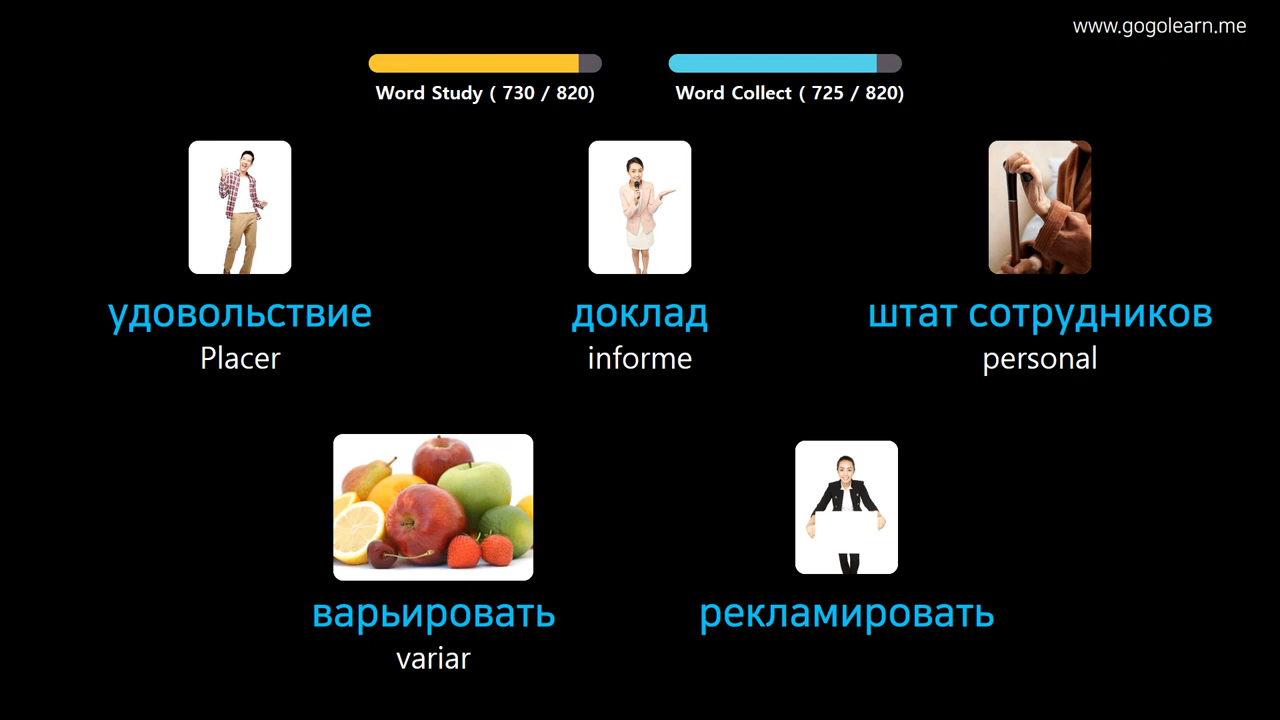 www.gogolearn.me
Word Study ( 730 / 820)
Word Collect ( 725 / 820)
удовольствие
Placer
доклад
informe
штат сотрудников
personal
варьировать
variar
рекламировать